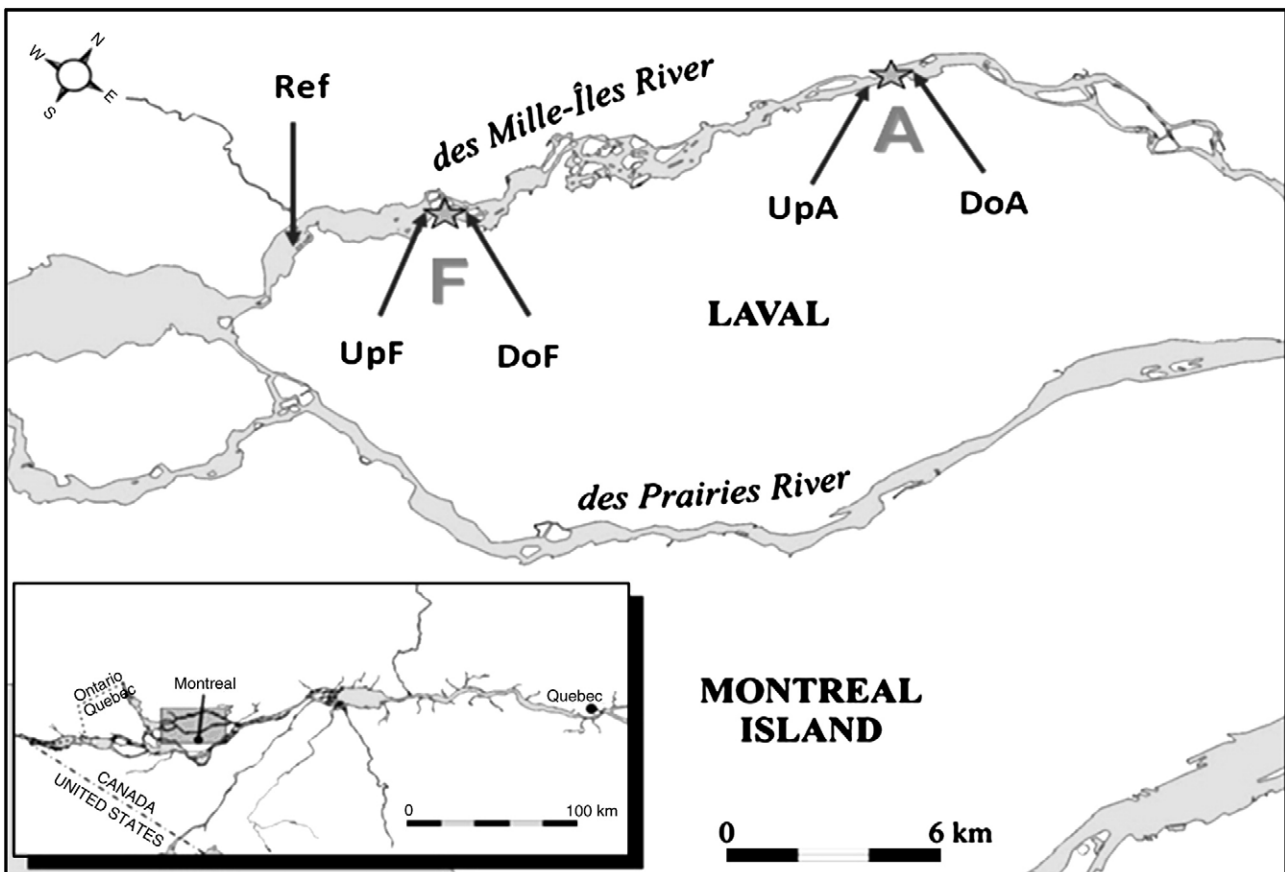 N
W
E
S
Ref
des Mille-Îles River
A
UpA
DoA
F
UpF
DoF
LAVAL
des Prairies River
MONTREAL
ISLAND
0
6 km
Ontario
Quebec
Montreal
Quebec
CANADA
UNITED STATES
0
100 km